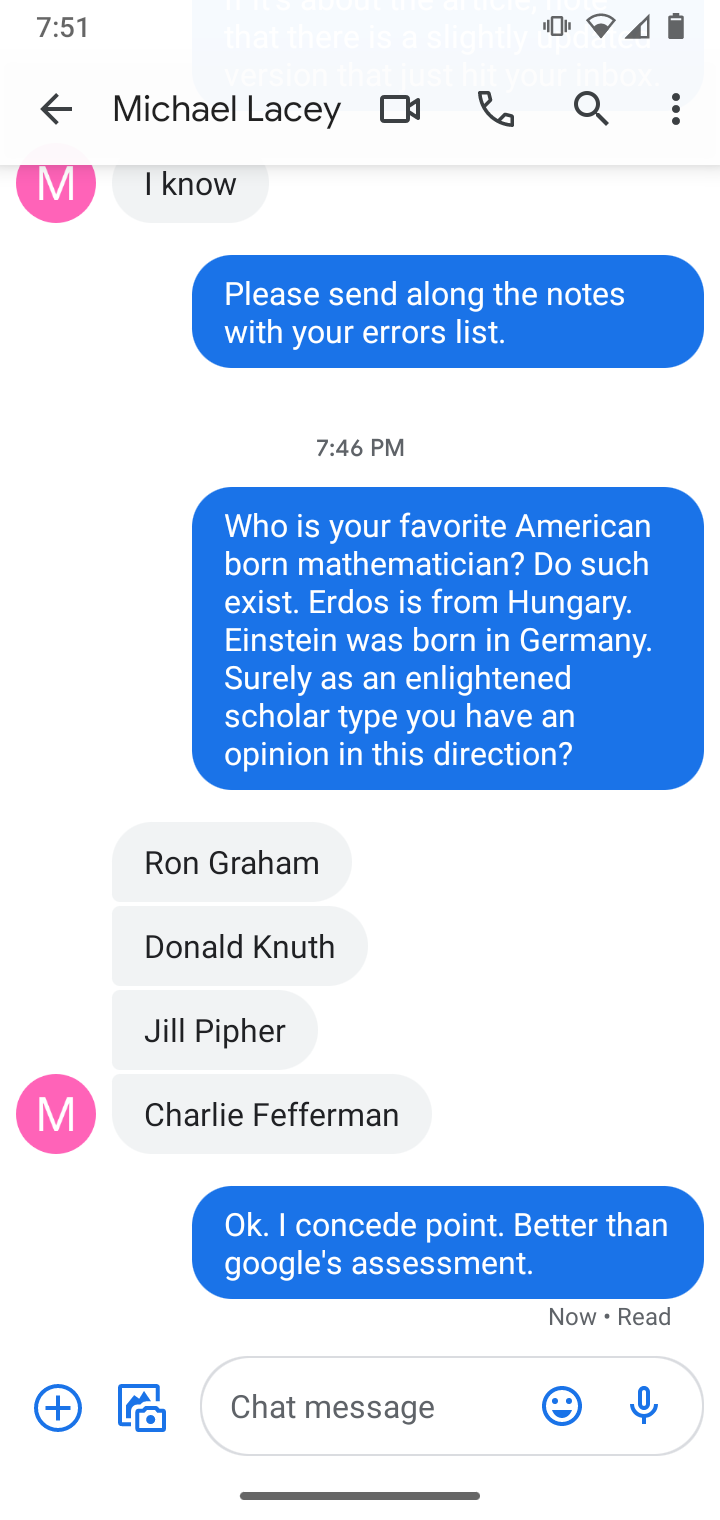 If it's about the article, note
7:51
that there is a slightly updated
version that just hit your inbox.
Michael Lacey
M
I know
Please send along the notes
with your errors list.
7:46 PM
Who is your favorite American
born mathematician? Do such
exist. Erdos is from Hungary.
Einstein was born in Germany.
Surely as an enlightened
scholar type you have an
opinion in this direction?
Ron Graham
Donald Knuth
Jill Pipher
M
Charlie Fefferman
Ok. I concede point. Better than
google's assessment.
Now • Read
Chat message